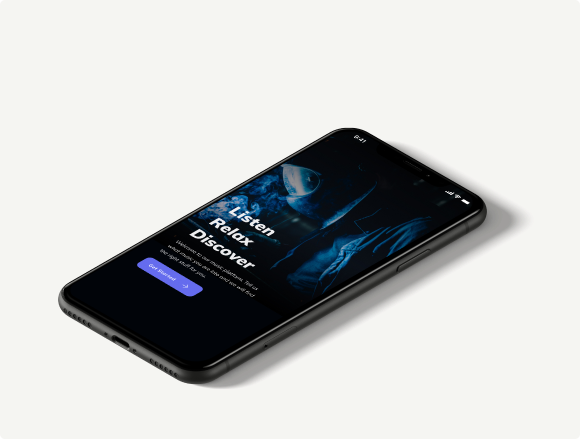 9:41
Listen
Relax
Discover
Welcome to our music platform. Tell us
what music you are into and we will find
the right stuff for you
Get Started